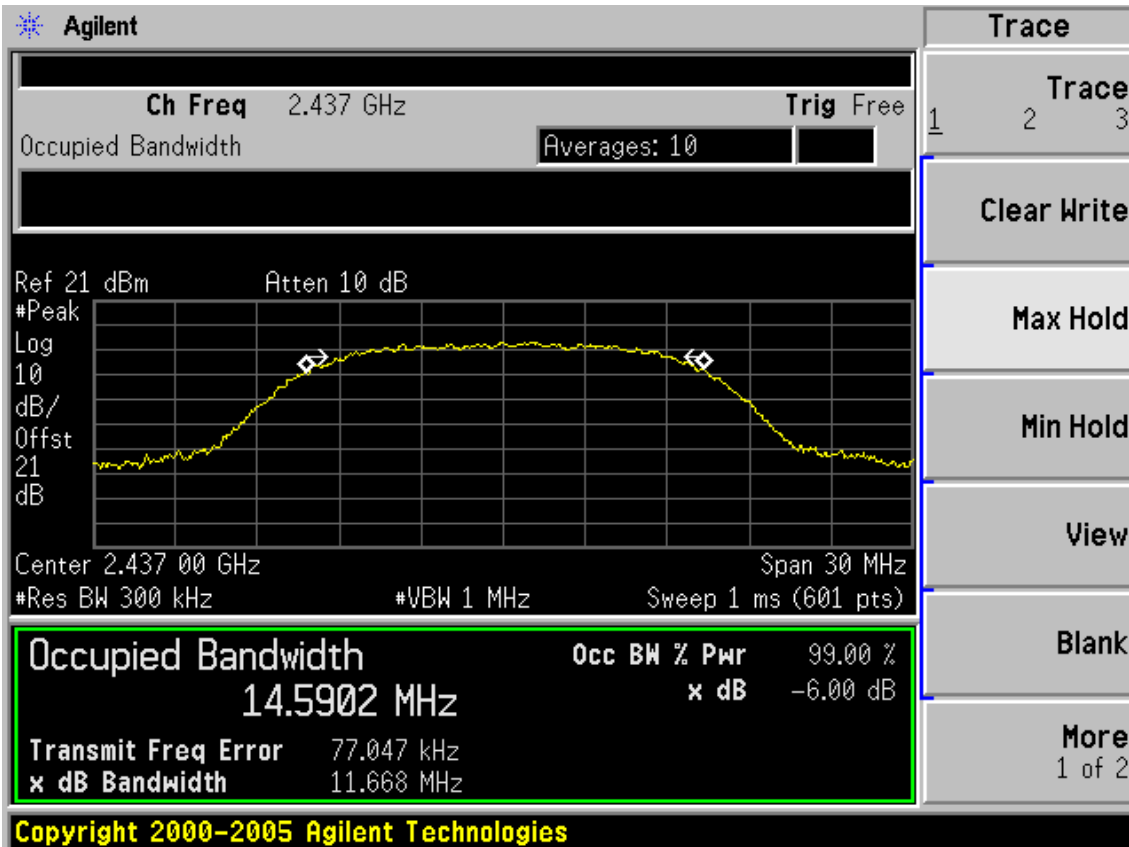 Agilent
Trace
Ch Freq 2.437 GHz Trig Free
Occupied Bandwidth Averages: 10
Ref 21 dBm Atten 10 dB
#Peak
Log
10
dB/
Offst
21
dB
Center 2.437 00 GHz Span 30 MHz
#Res BW 300 kHz #VBW 1 MHz Sweep 1 ms (601 pts)
Occupied Bandwidth Occ BW % Pwr 99.00 %
14.5902 MHz x dB -6.00 dB
Transmit Freq Error 77.047 kHz
x dB Bandwidth 11.668 MHz
Trace
1 2 3
Clear Write
Max Hold
Min Hold
View
Blank
More
1 of 2
Copyright 2000-2005 Agilent Technologies